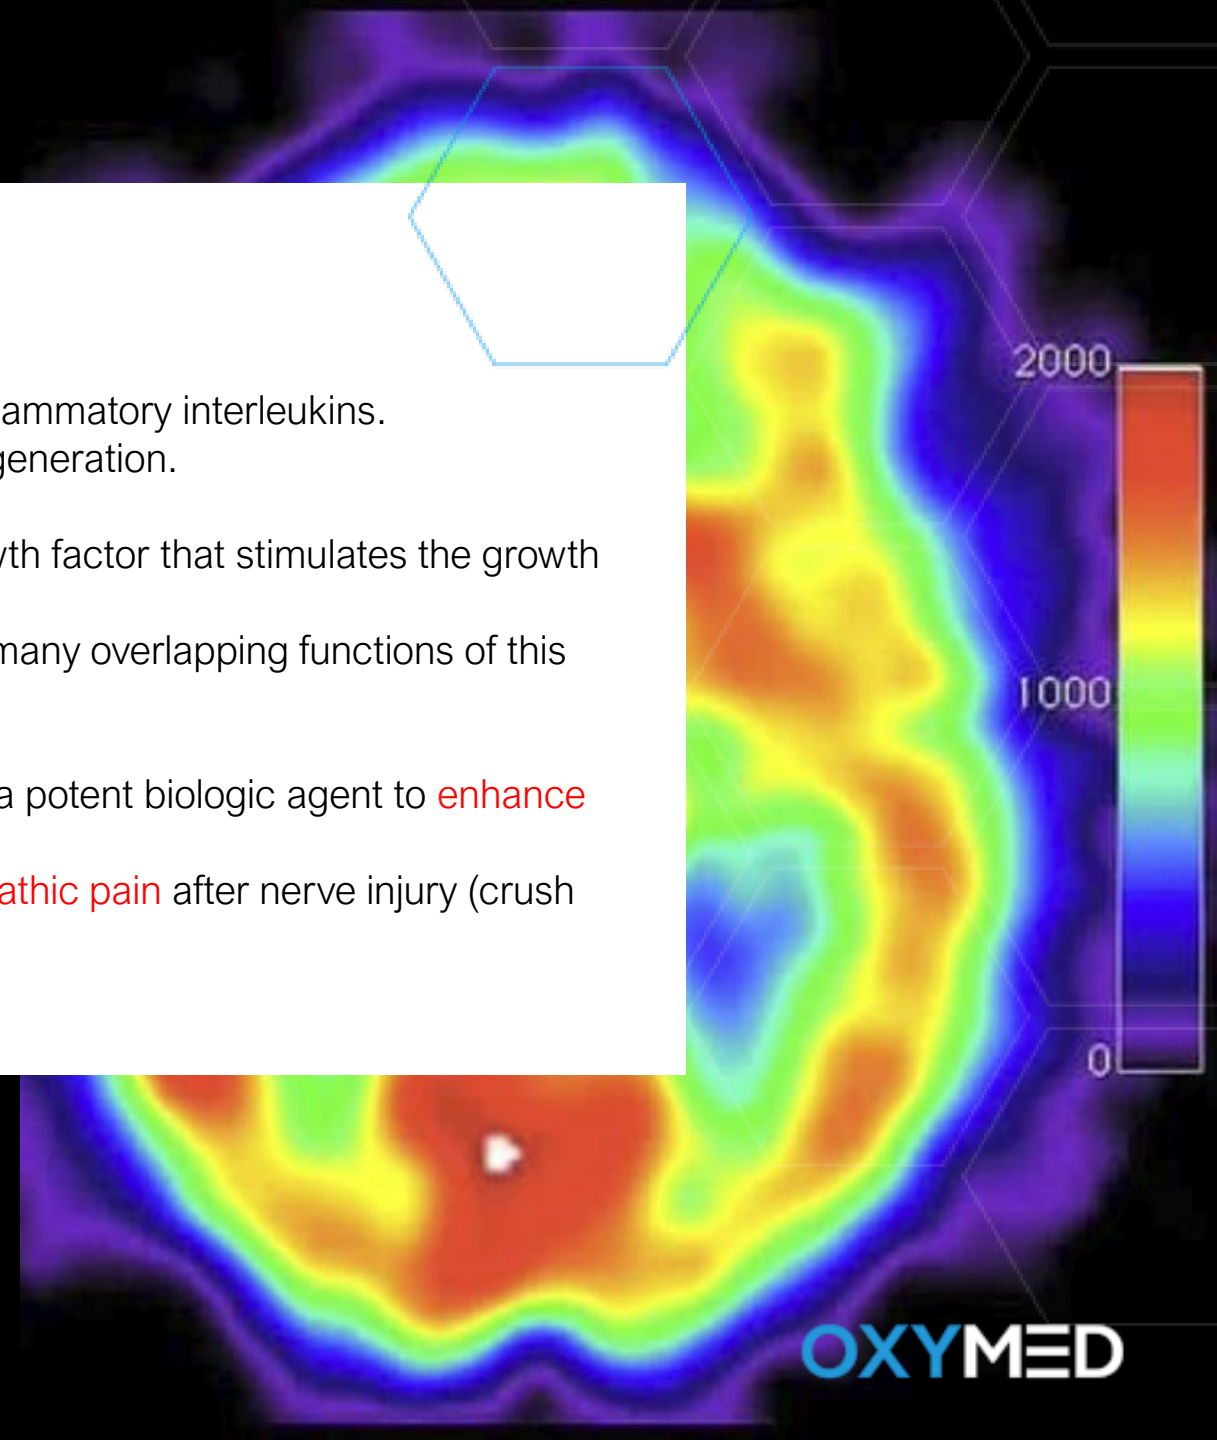 ammatory interleukins.
generation.
wth factor that stimulates the growth
many overlapping functions of this
a potent biologic agent to enhance
athic pain after nerve injury (crush
2000
1000
0
OXYMED